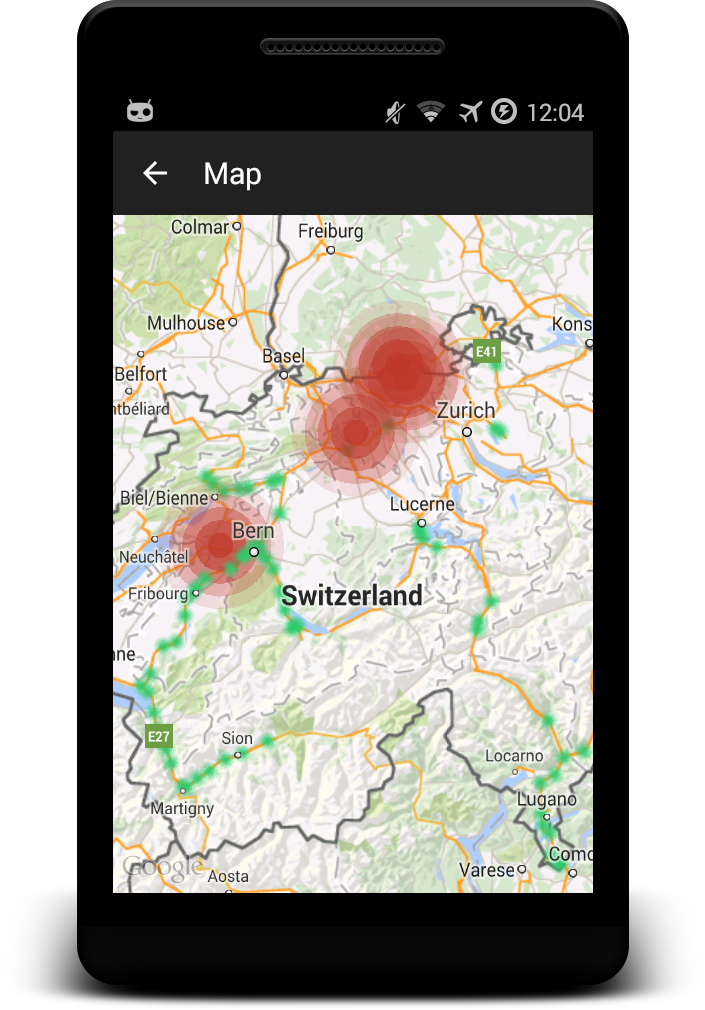 12:04
Map
Colmar
Freiburg
Mulhouse
Kons
Basel
E41
Belfort
ntbéliard
Zurich
Biel/Bienne
Lucerne
Bern
Neuchâtel
Fribourg
Switzerland
nne
E27
Sion
Locarno
Lugano
Martigny
Como
Google
Varese
Aosta